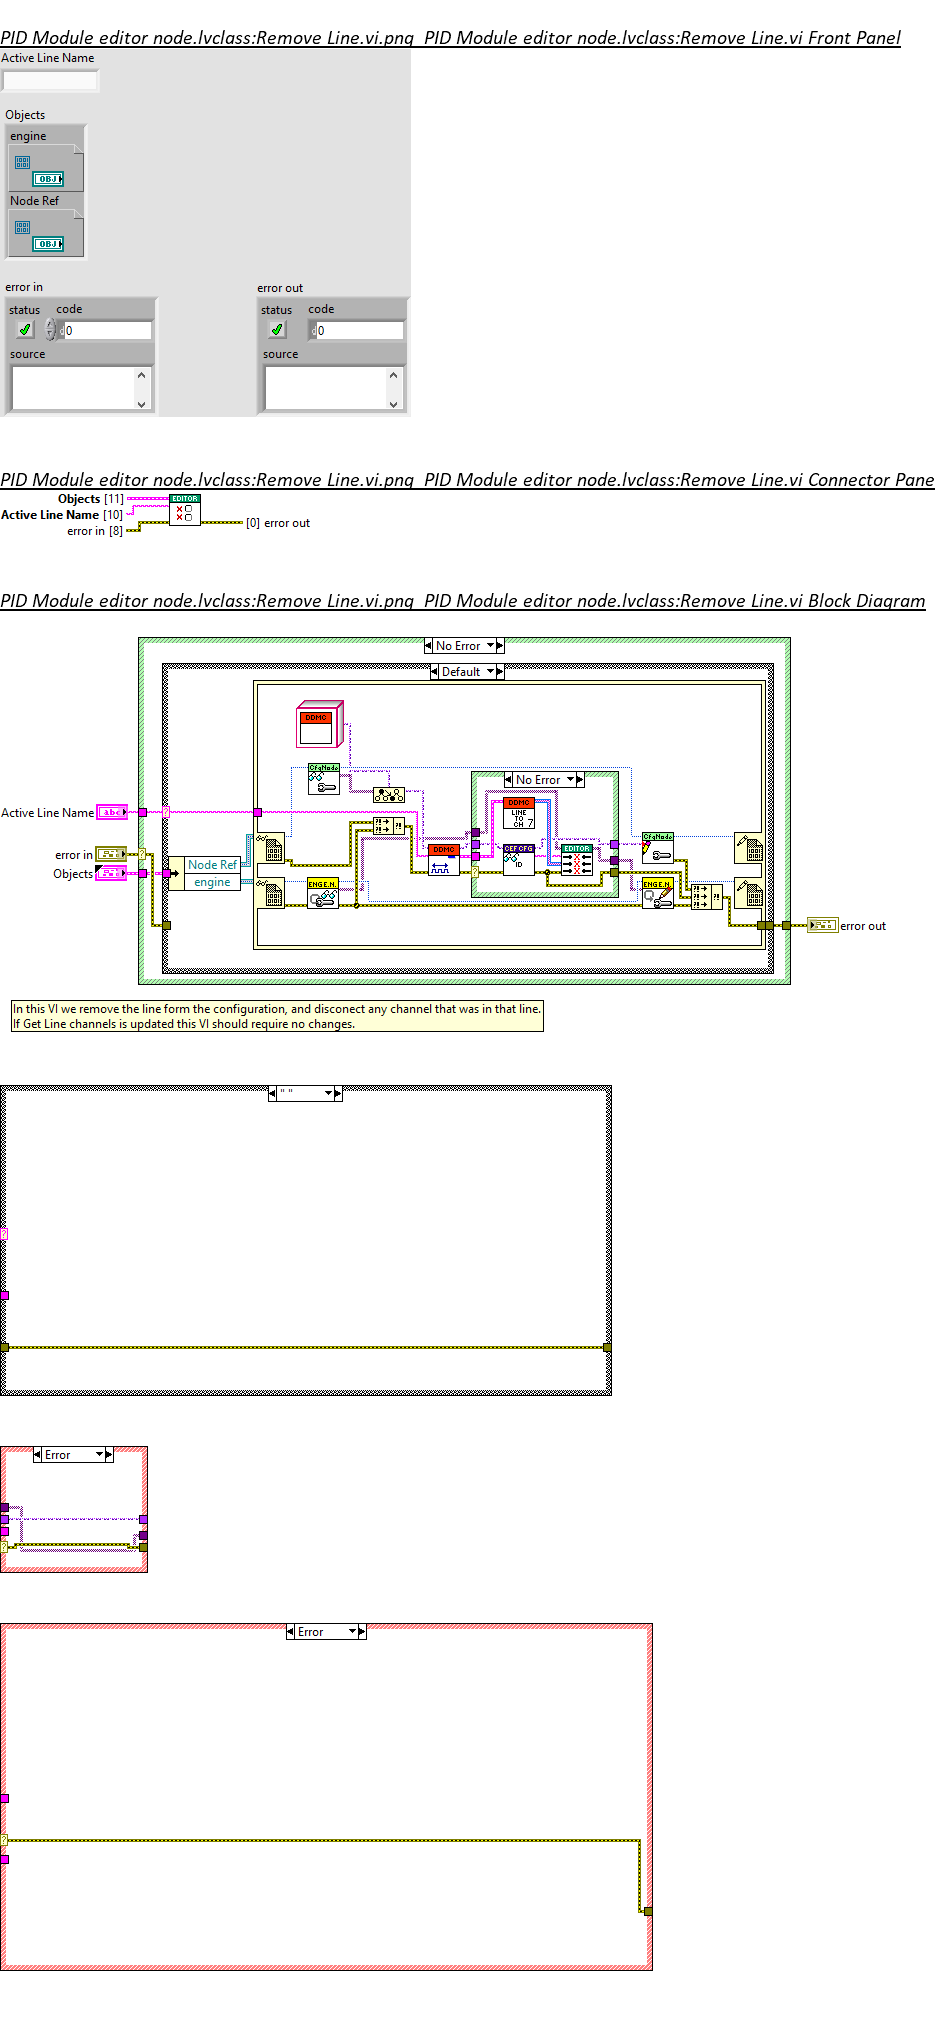 PID Module editor node.lvclass:Remove Line.vi.png PID Module editor node.lvclass:Remove Line.vi Front Panel
Active Line Name
Objects
engine
OBJ
Node Ref
OBJ
error in
status code
0
source
error out
status code
0
source
PID Module editor node.lvclass:Remove Line.vi.png PID Module editor node.lvclass:Remove Line.vi Connector Pane
Objects [11]
Active Line Name [10]
error in [8]
EDITOR
[0] error out
PID Module editor node.lvclass:Remove Line.vi.png PID Module editor node.lvclass:Remove Line.vi Block Diagram
No Error
Default
DDMC
CfgNode
No Error
DDMC
LINE
TO
CH 7
Active Line Name
abc
error in
Objects
Node Ref
engine
ENGE.N.
DDMC
CEF CFG
ID
EDITOR
CfgNode
ENGE.N.
error out
In this VI we remove the line form the configuration, and disconect any channel that was in that line.
If Get Line channels is updated this VI should require no changes.
" "
Error
Error